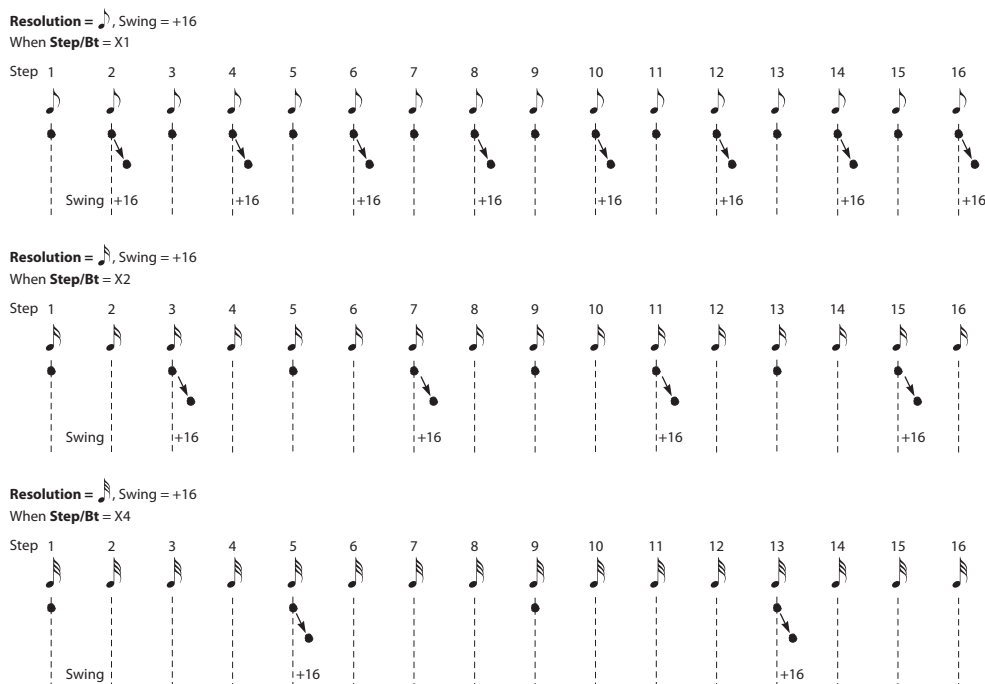 Resolution = 𝅘𝅥𝅮, Swing = +16
When Step/Bt = X1
Step 1 2 3 4 5 6 7 8 9 10 11 12 13 14 15 16
Swing +16 +16 +16 +16 +16 +16 +16 +16
Resolution = 𝅘𝅥𝅯, Swing = +16
When Step/Bt = X2
Step 1 2 3 4 5 6 7 8 9 10 11 12 13 14 15 16
Swing +16 +16 +16 +16
Resolution = 𝅘𝅥𝅰, Swing = +16
When Step/Bt = X4
Step 1 2 3 4 5 6 7 8 9 10 11 12 13 14 15 16
Swing +16 +16